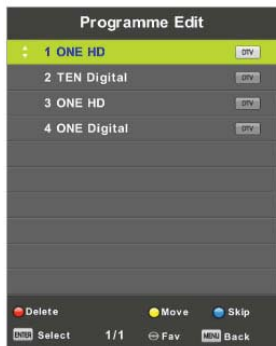 Programme Edit
1 ONE HD DTV
2 TEN Digital DTV
3 ONE HD DTV
4 ONE Digital DTV
Delete Move Skip
ENTER Select 1/1 Fav MENU Back